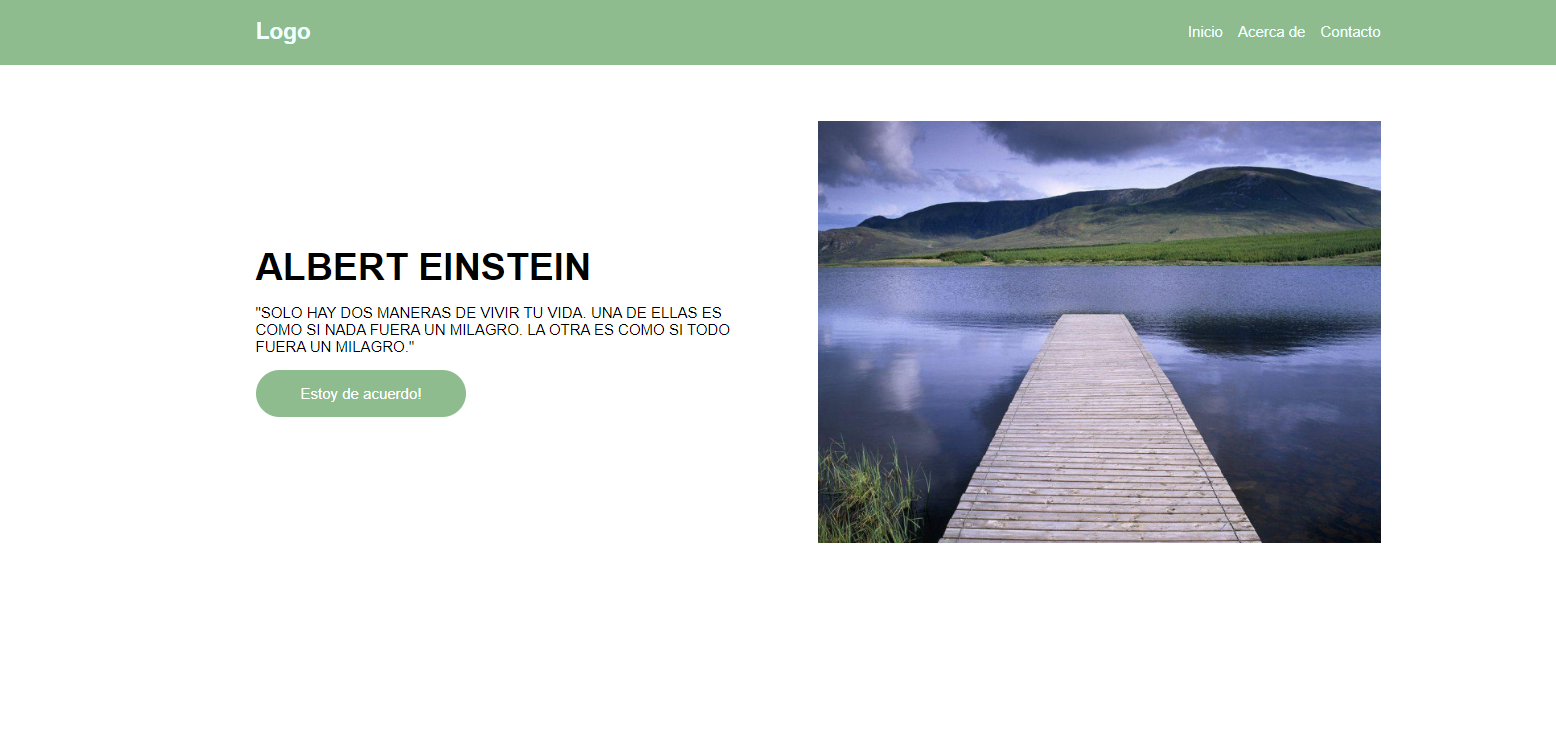 Logo
Inicio Acerca de Contacto
ALBERT EINSTEIN
"SOLO HAY DOS MANERAS DE VIVIR TU VIDA. UNA DE ELLAS ES
COMO SI NADA FUERA UN MILAGRO. LA OTRA ES COMO SI TODO
FUERA UN MILAGRO."
Estoy de acuerdo!